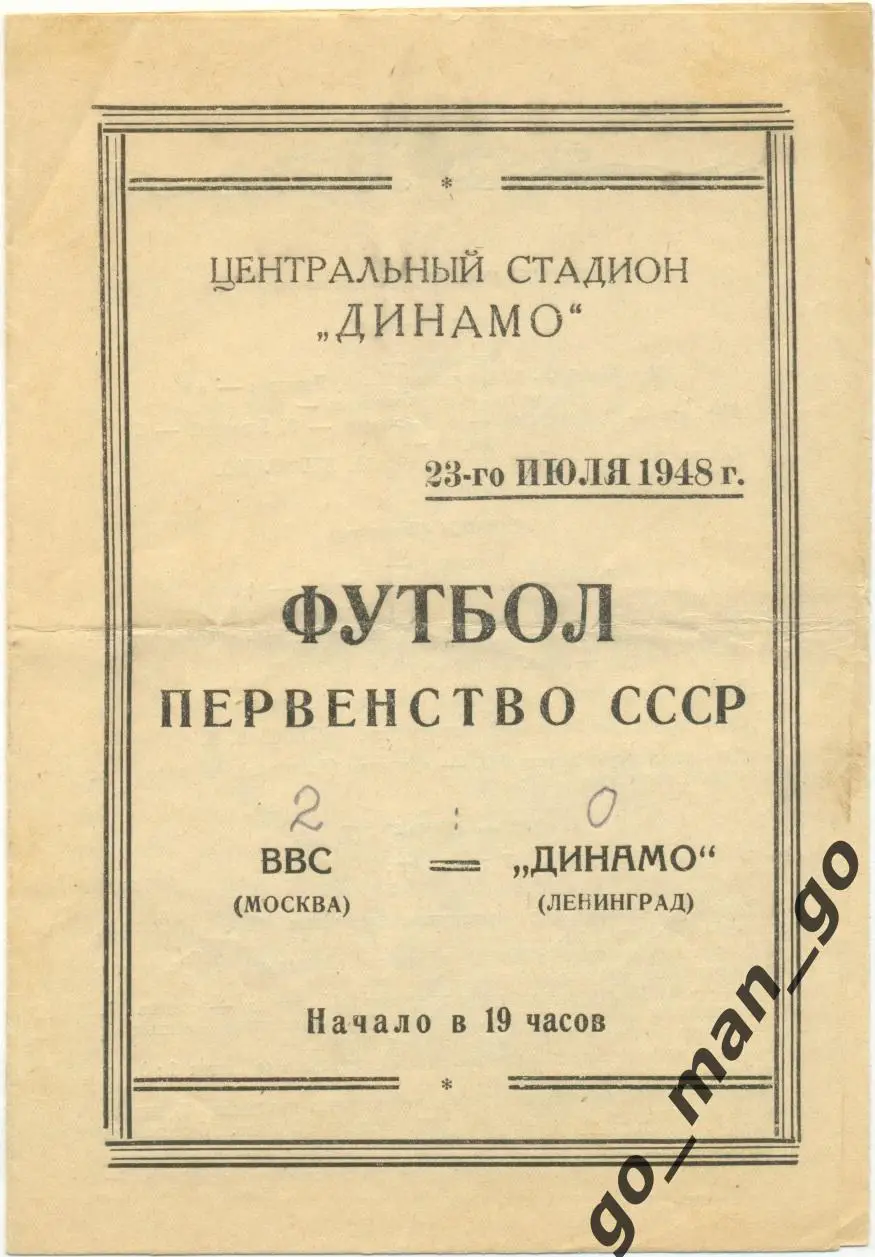 ЦЕНТРАЛЬНЫЙ СТАДИОН
„ДИНАМО“
23-го ИЮЛЯ 1948 г.
ФУТБОЛ
ПЕРВЕНСТВО СССР
2 : 0
ВВС = „ДИНАМО“
(МОСКВА) (ЛЕНИНГРАД)
Начало в 19 часов
go_man_go